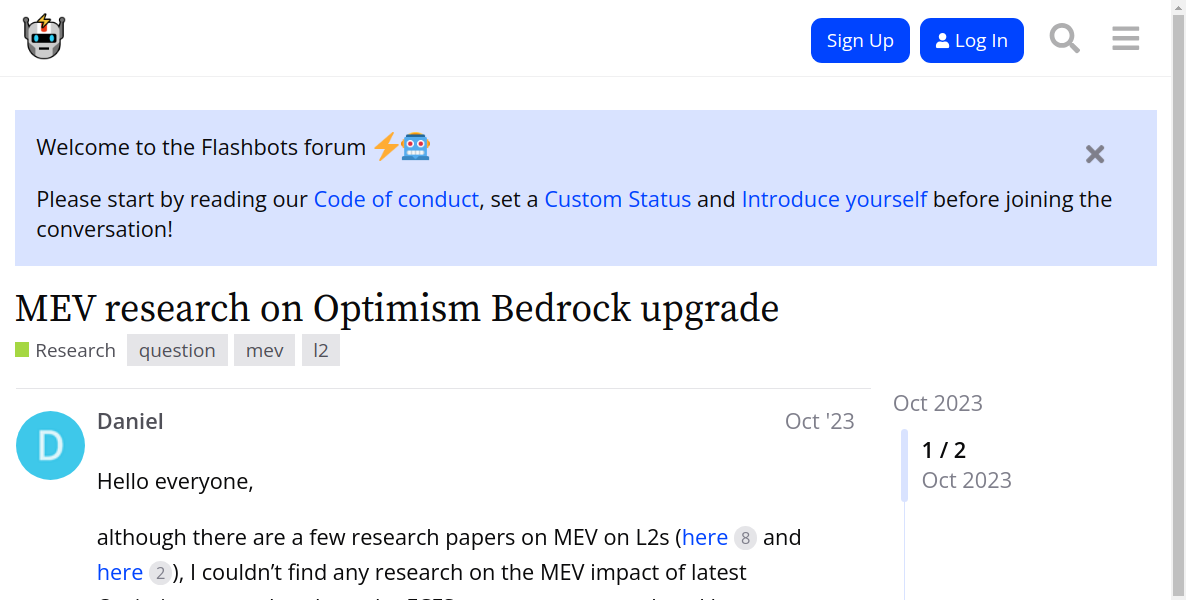 Sign Up
Log In
Welcome to the Flashbots forum
Please start by reading our Code of conduct, set a Custom Status and Introduce yourself before joining the
conversation!
MEV research on Optimism Bedrock upgrade
Research question mev l2
Oct 2023
Daniel Oct '23
1 / 2
Oct 2023
D
Hello everyone,
although there are a few research papers on MEV on L2s (here 8 and
here 2), I couldn’t find any research on the MEV impact of latest